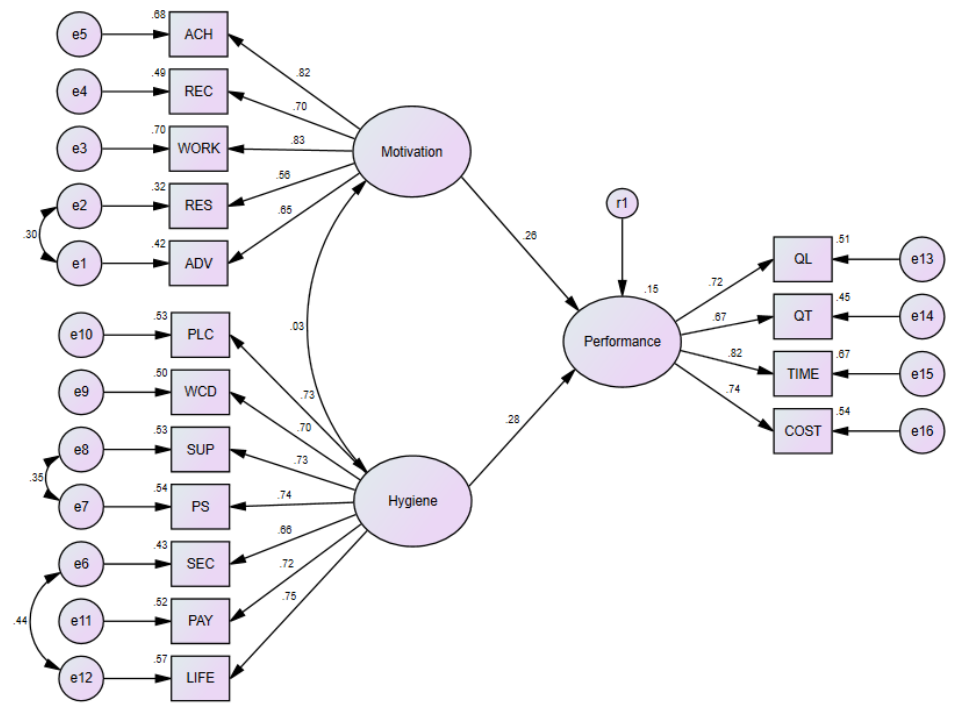 e5 .68 ACH
.82
e4 .49 REC
.70
e3 .70 WORK
.83
Motivation
e2 .32 RES
.56
.30
e1 .42 ADV
.65
.03
.26
r1
.15
Performance
.28
e10 .53 PLC
.73
e9 .50 WCD
.70
e8 .53 SUP
.73
.35
e7 .54 PS
.74
Hygiene
e6 .43 SEC
.66
.44
e11 .52 PAY
.72
e12 .57 LIFE
.75
.72
QL .51 e13
.67
QT .45 e14
.82
TIME .67 e15
.74
COST .54 e16